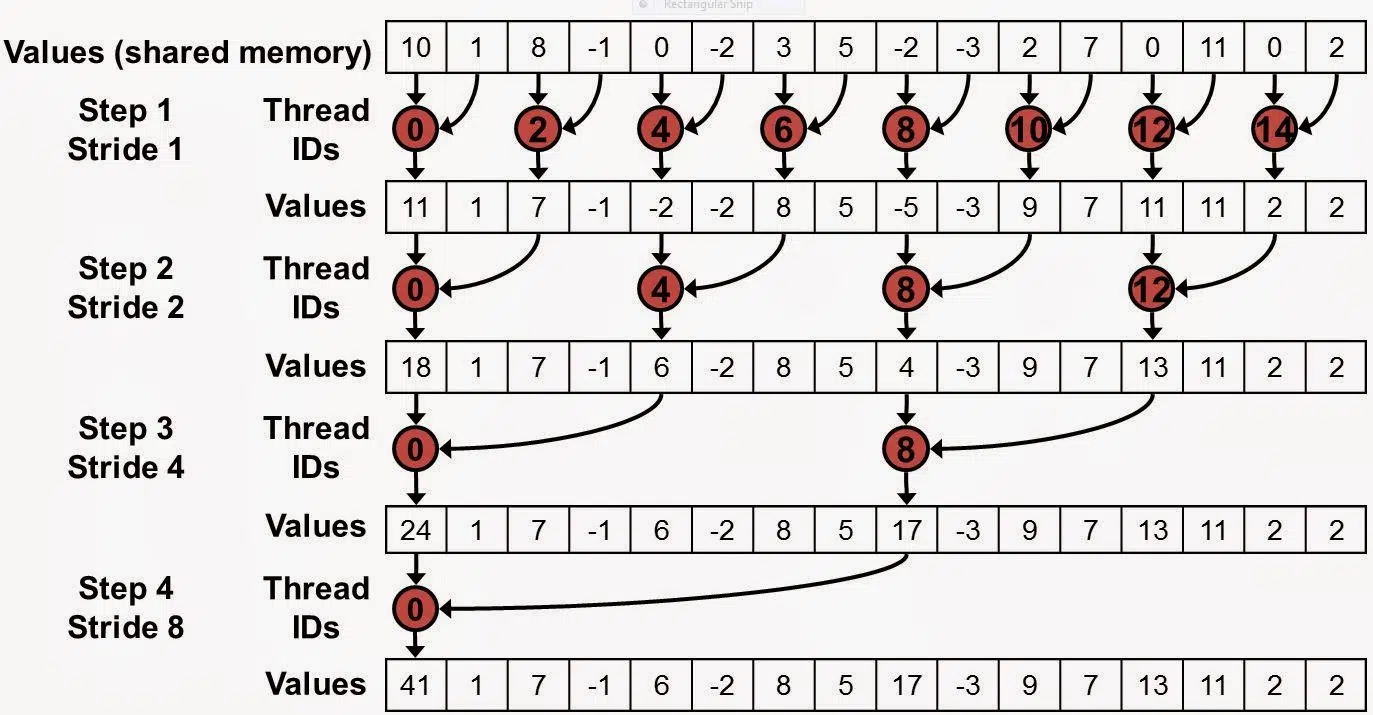 Rectangular Snip
Values (shared memory) 10 1 8 -1 0 -2 3 5 -2 -3 2 7 0 11 0 2
Step 1 Thread
Stride 1 IDs
0 2 4 6 8 10 12 14
Values 11 1 7 -1 -2 -2 8 5 -5 -3 9 7 11 11 2 2
Step 2 Thread
Stride 2 IDs
0 4 8 12
Values 18 1 7 -1 6 -2 8 5 4 -3 9 7 13 11 2 2
Step 3 Thread
Stride 4 IDs
0 8
Values 24 1 7 -1 6 -2 8 5 17 -3 9 7 13 11 2 2
Step 4 Thread
Stride 8 IDs
0
Values 41 1 7 -1 6 -2 8 5 17 -3 9 7 13 11 2 2